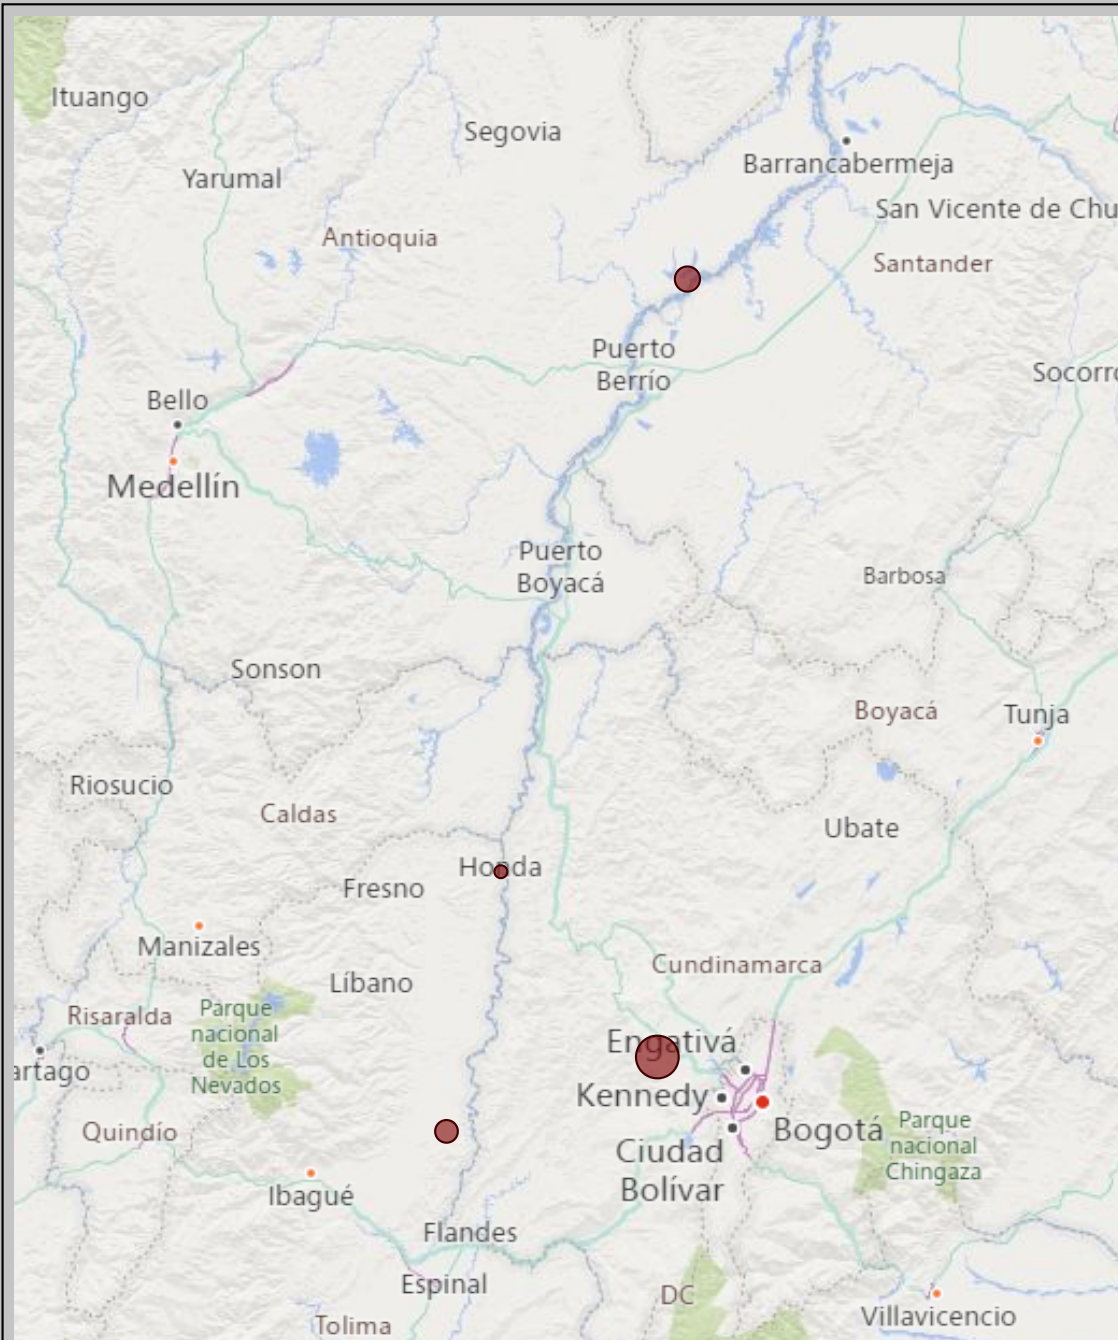 Ituango
Segovia
Barrancabermeja
Yarumal
San Vicente de Chu
Antioquia
Santander
Puerto
Berrío
Socorro
Bello
Medellín
Puerto
Boyacá
Barbosa
Sonson
Boyacá
Tunja
Riosucio
Caldas
Ubate
Honda
Fresno
Manizales
Cundinamarca
Líbano
Risaralda
Parque
nacional
de Los
Nevados
Engativá
artago
Kennedy
Bogotá
Parque
nacional
Chingaza
Quindío
Ciudad
Bolívar
Ibagué
Flandes
Espinal
DC
Villavicencio
Tolima